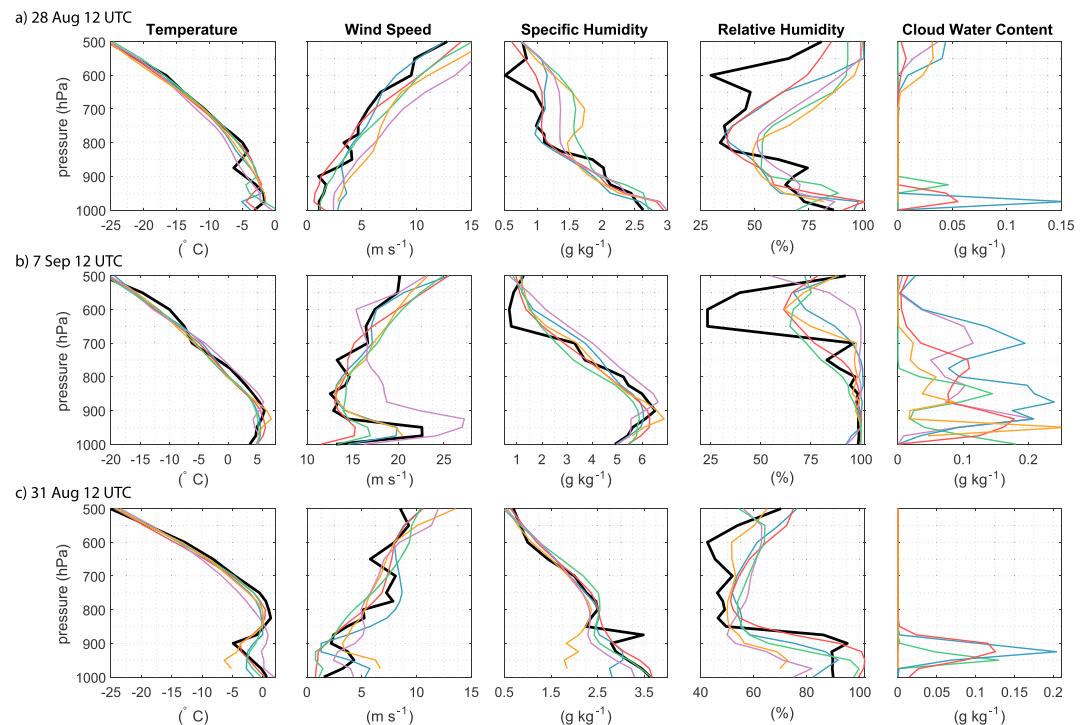 a) 28 Aug 12 UTC
Temperature Wind Speed Specific Humidity Relative Humidity Cloud Water Content
pressure (hPa)
500
600
700
800
900
1000
-25 -20 -15 -10 -5 0
0 5 10 15
0.5 1 1.5 2 2.5 3
40 60 80 100
0 0.05 0.1 0.15
(° C) (m s-1) (g kg-1) (%) (g kg-1)
b) 7 Sep 12 UTC
pressure (hPa)
500
600
700
800
900
1000
-20 -15 -10 -5 0 5
10 15 20 25
1 2 3 4 5 6
25 50 75 100
0 0.1 0.2
(° C) (m s-1) (g kg-1) (%) (g kg-1)
c) 31 Aug 12 UTC
pressure (hPa)
500
600
700
800
900
1000
-25 -20 -15 -10 -5 0
0 5 10 15
0.5 1.5 2.5 3.5
40 60 80 100
0 0.05 0.1 0.15 0.2
(° C) (m s-1) (g kg-1) (%) (g kg-1)